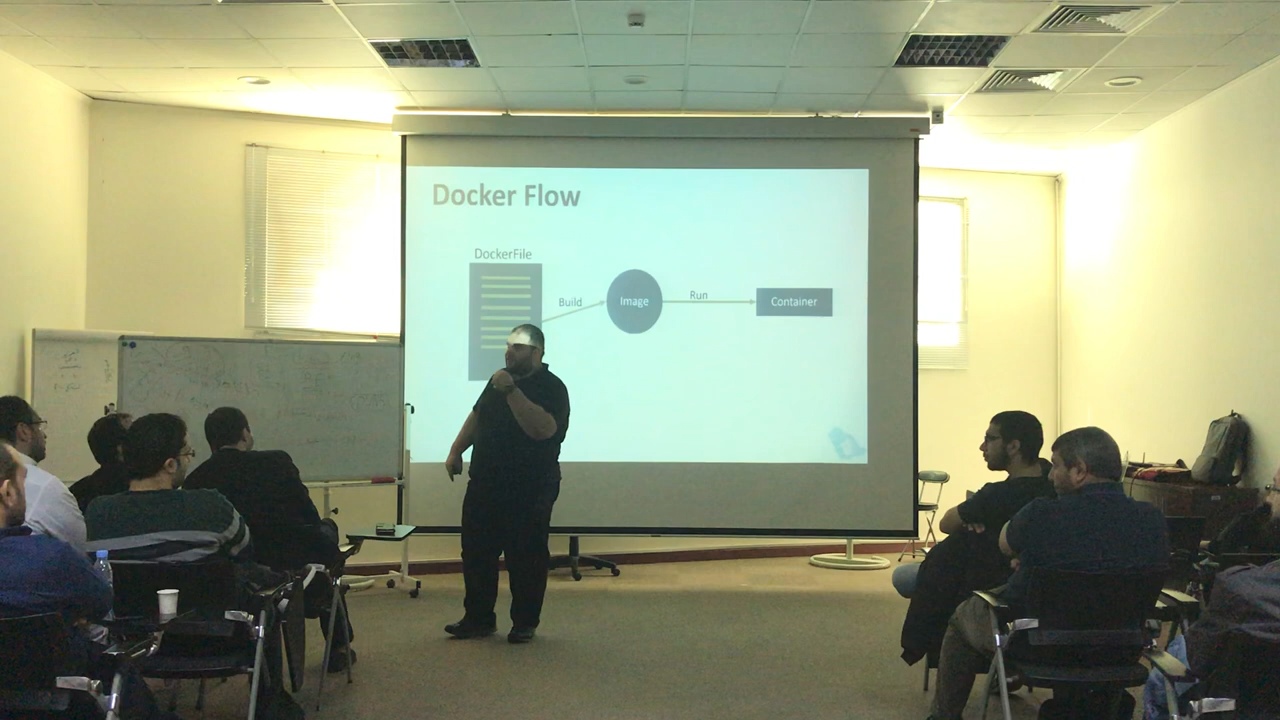 Docker Flow
DockerFile
Build
Image
Run
Container